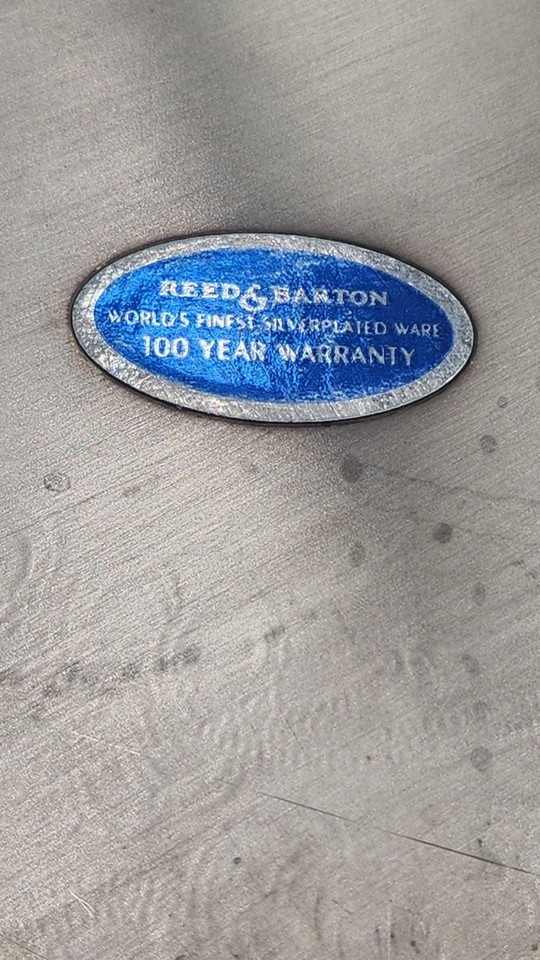 REED & BARTON
WORLD'S FINEST SILVERPLATED WARE
100 YEAR WARRANTY